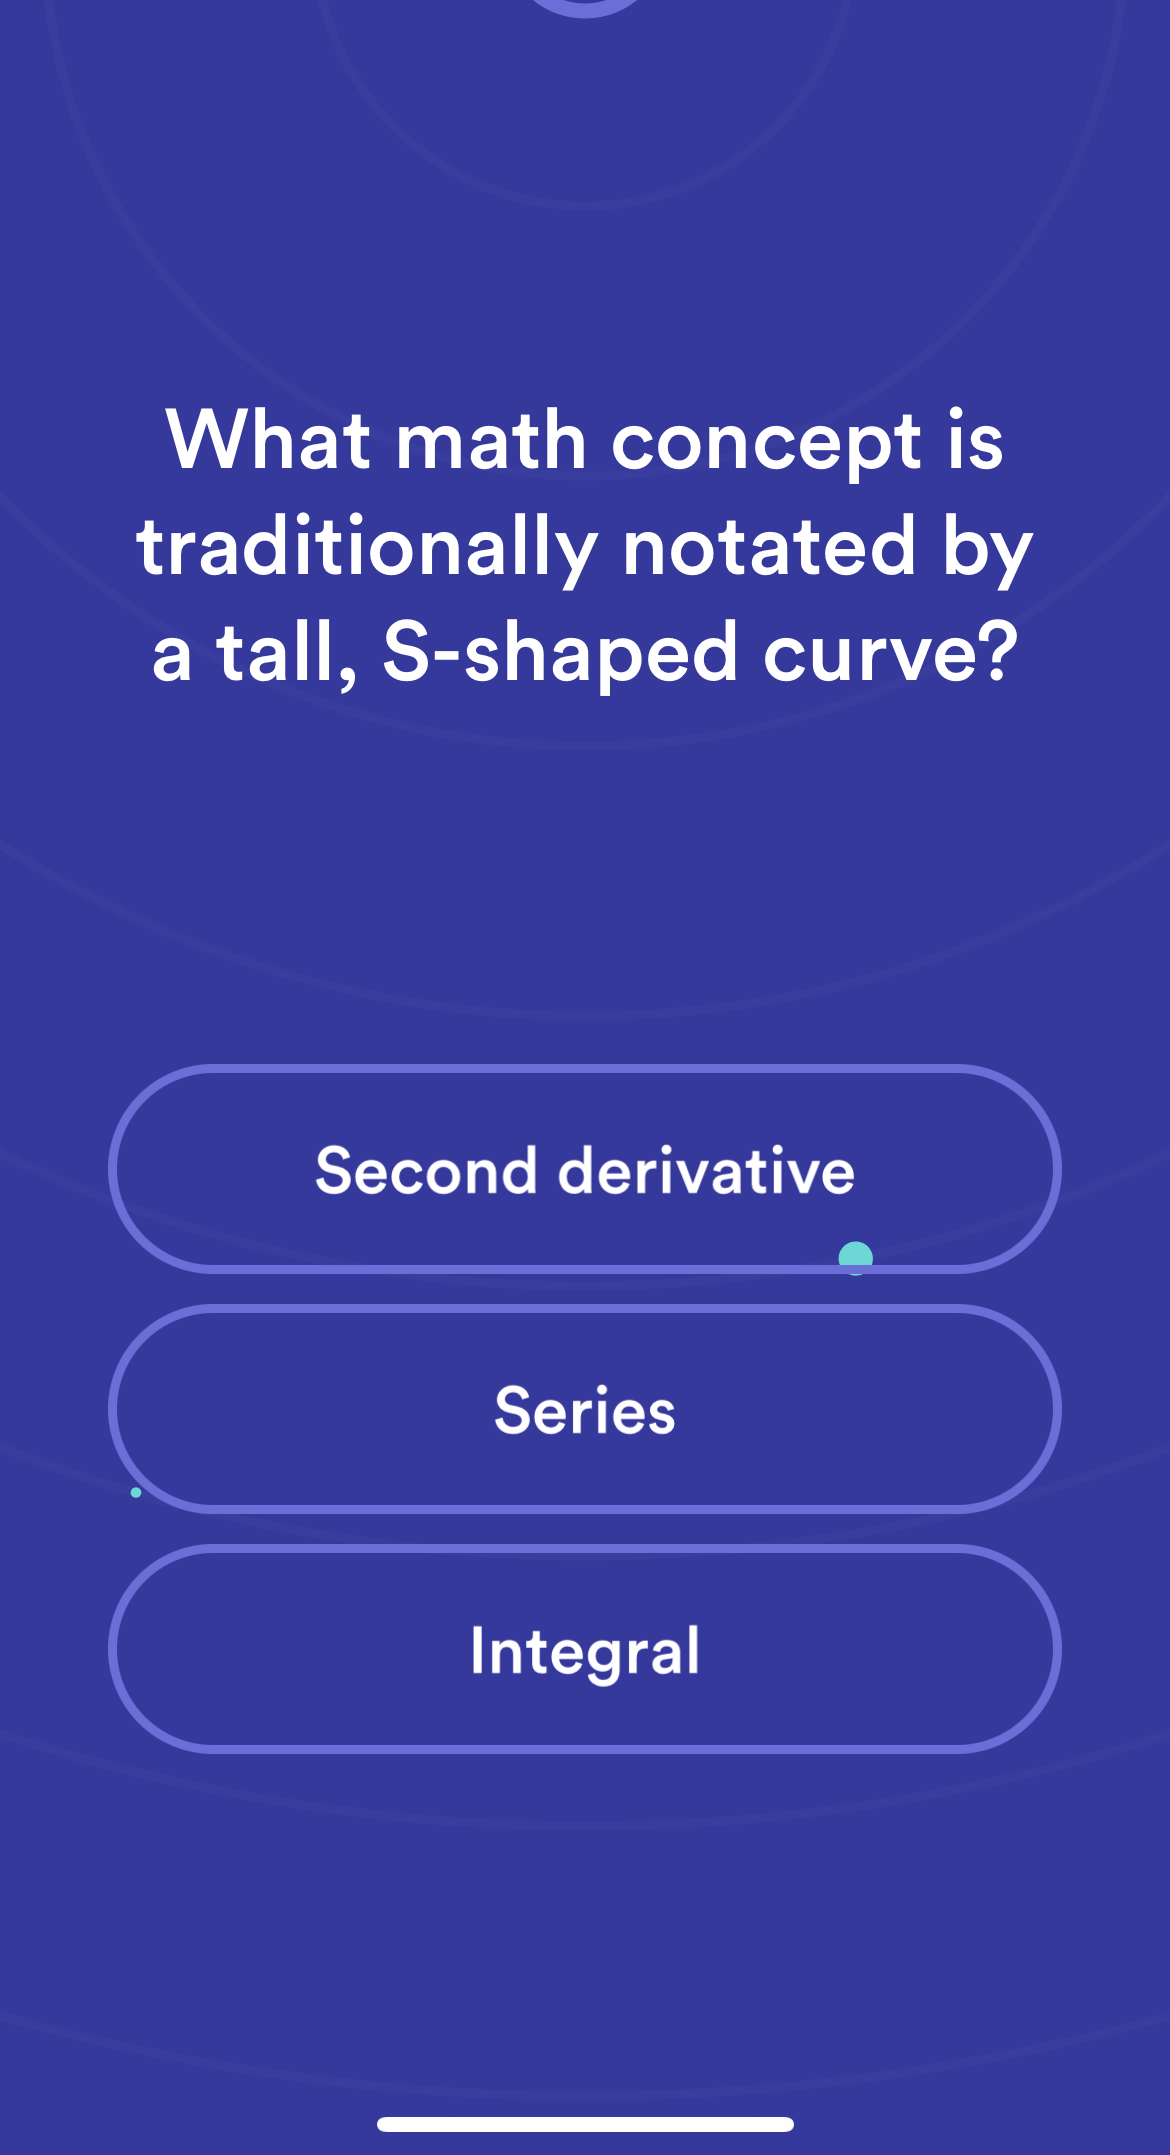 What math concept is
traditionally notated by
a tall, S-shaped curve?
Second derivative
Series
Integral